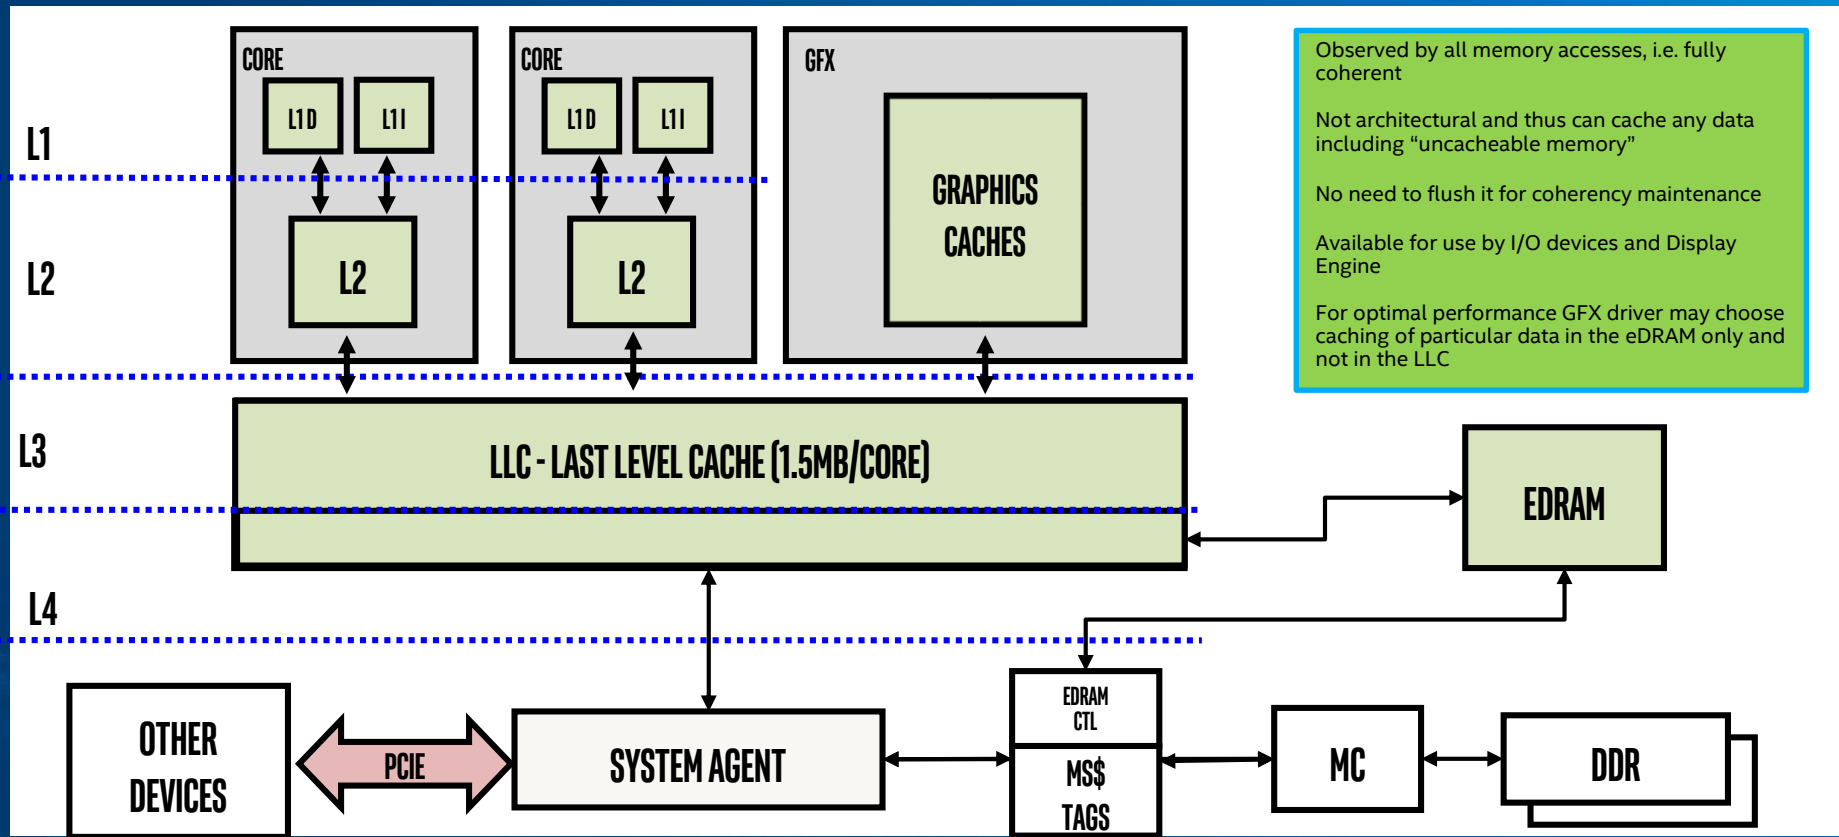 CORE
L1D
L1I
CORE
L1D
L1I
GFX
GRAPHICS
CACHES
L1
L2
L2
L2
Observed by all memory accesses, i.e. fully
coherent
Not architectural and thus can cache any data
including “uncacheable memory”
No need to flush it for coherency maintenance
Available for use by I/O devices and Display
Engine
For optimal performance GFX driver may choose
caching of particular data in the eDRAM only and
not in the LLC
L3
LLC - LAST LEVEL CACHE (1.5MB/CORE)
EDRAM
L4
OTHER
DEVICES
PCIE
SYSTEM AGENT
EDRAM
CTL
MS$
TAGS
MC
DDR